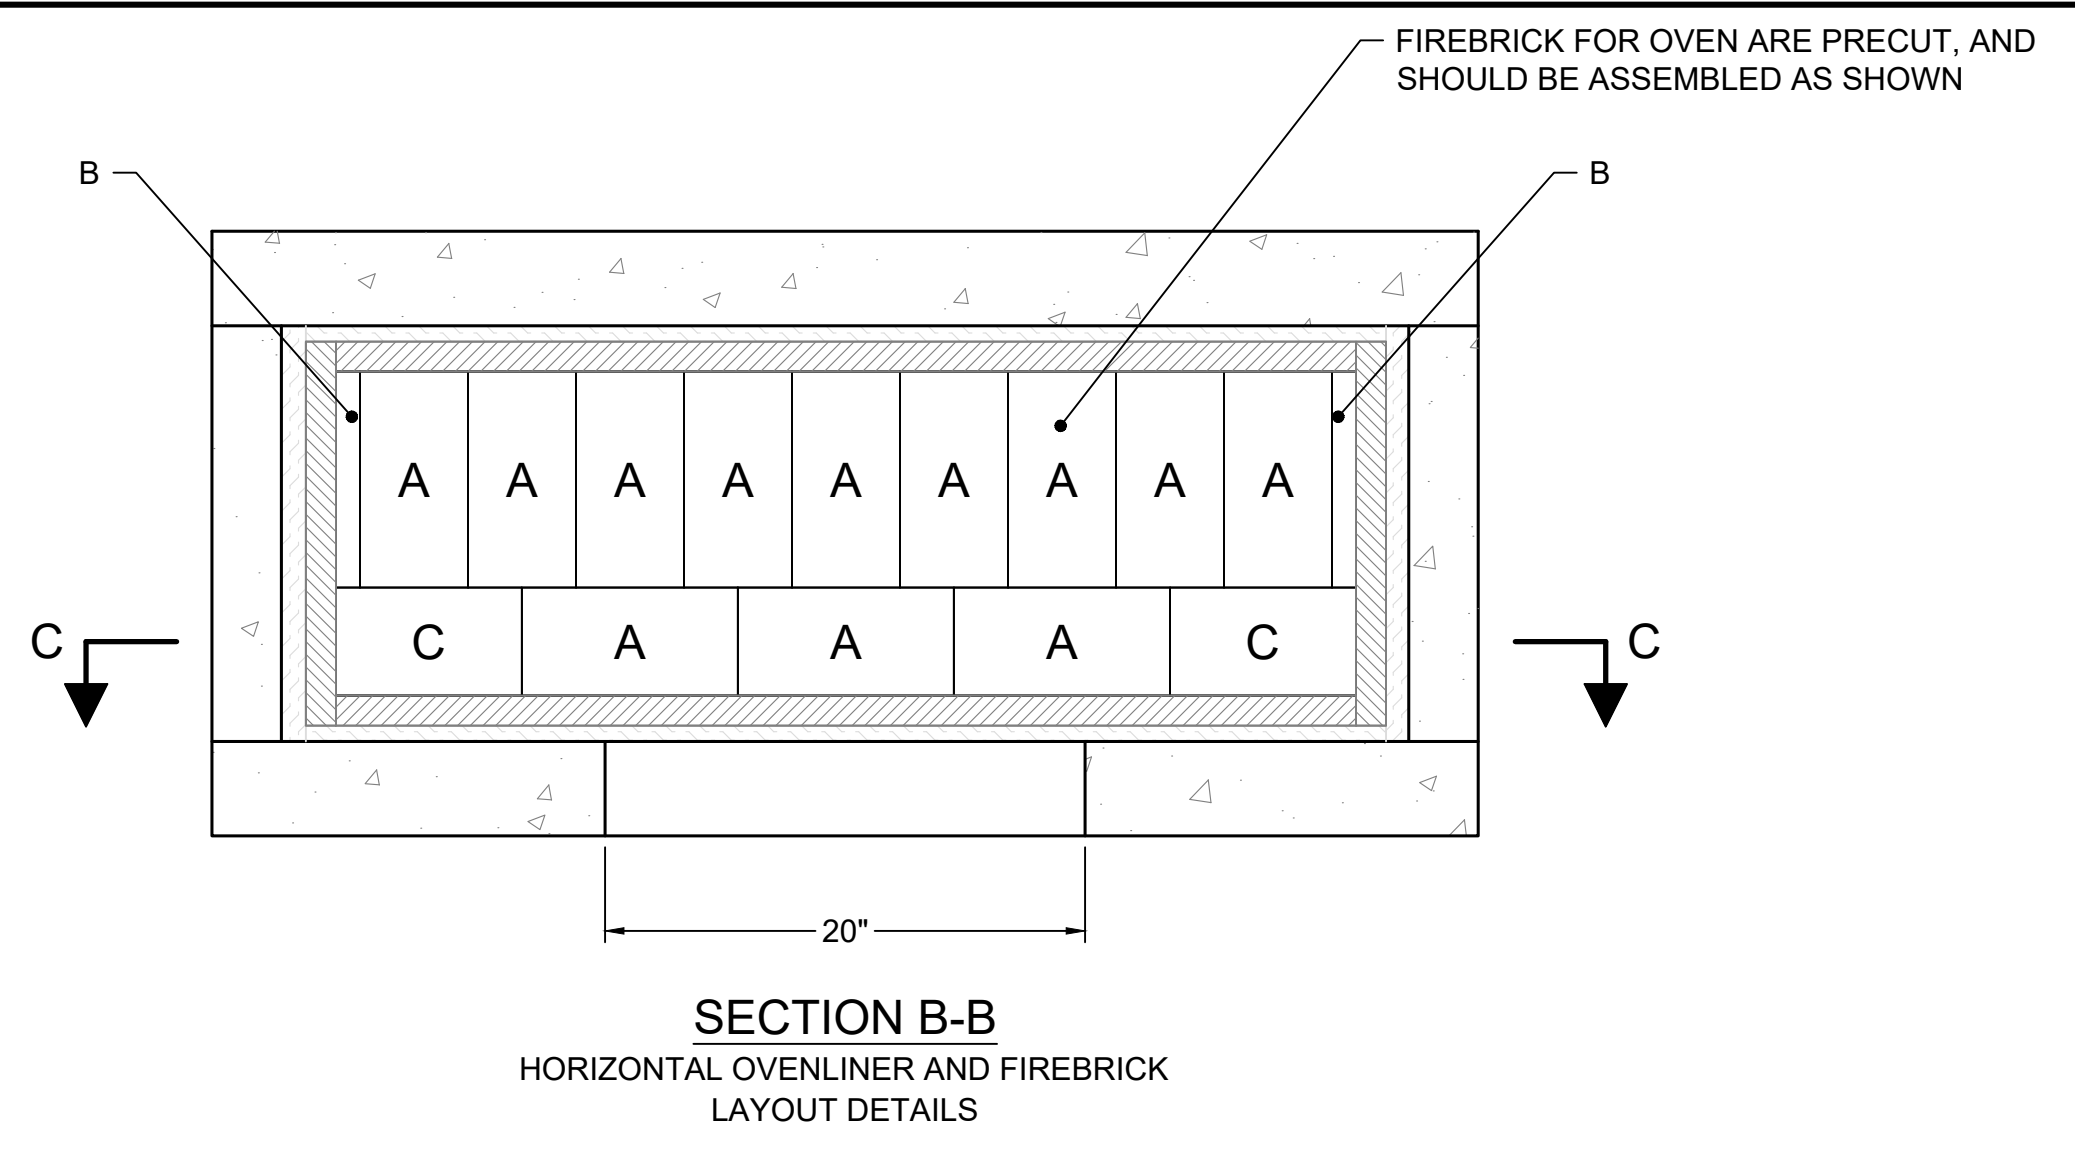 FIREBRICK FOR OVEN ARE PRECUT, AND
SHOULD BE ASSEMBLED AS SHOWN
B B
A A A A A A A A A
C C A A A C C
20"
SECTION B-B
HORIZONTAL OVENLINER AND FIREBRICK
LAYOUT DETAILS